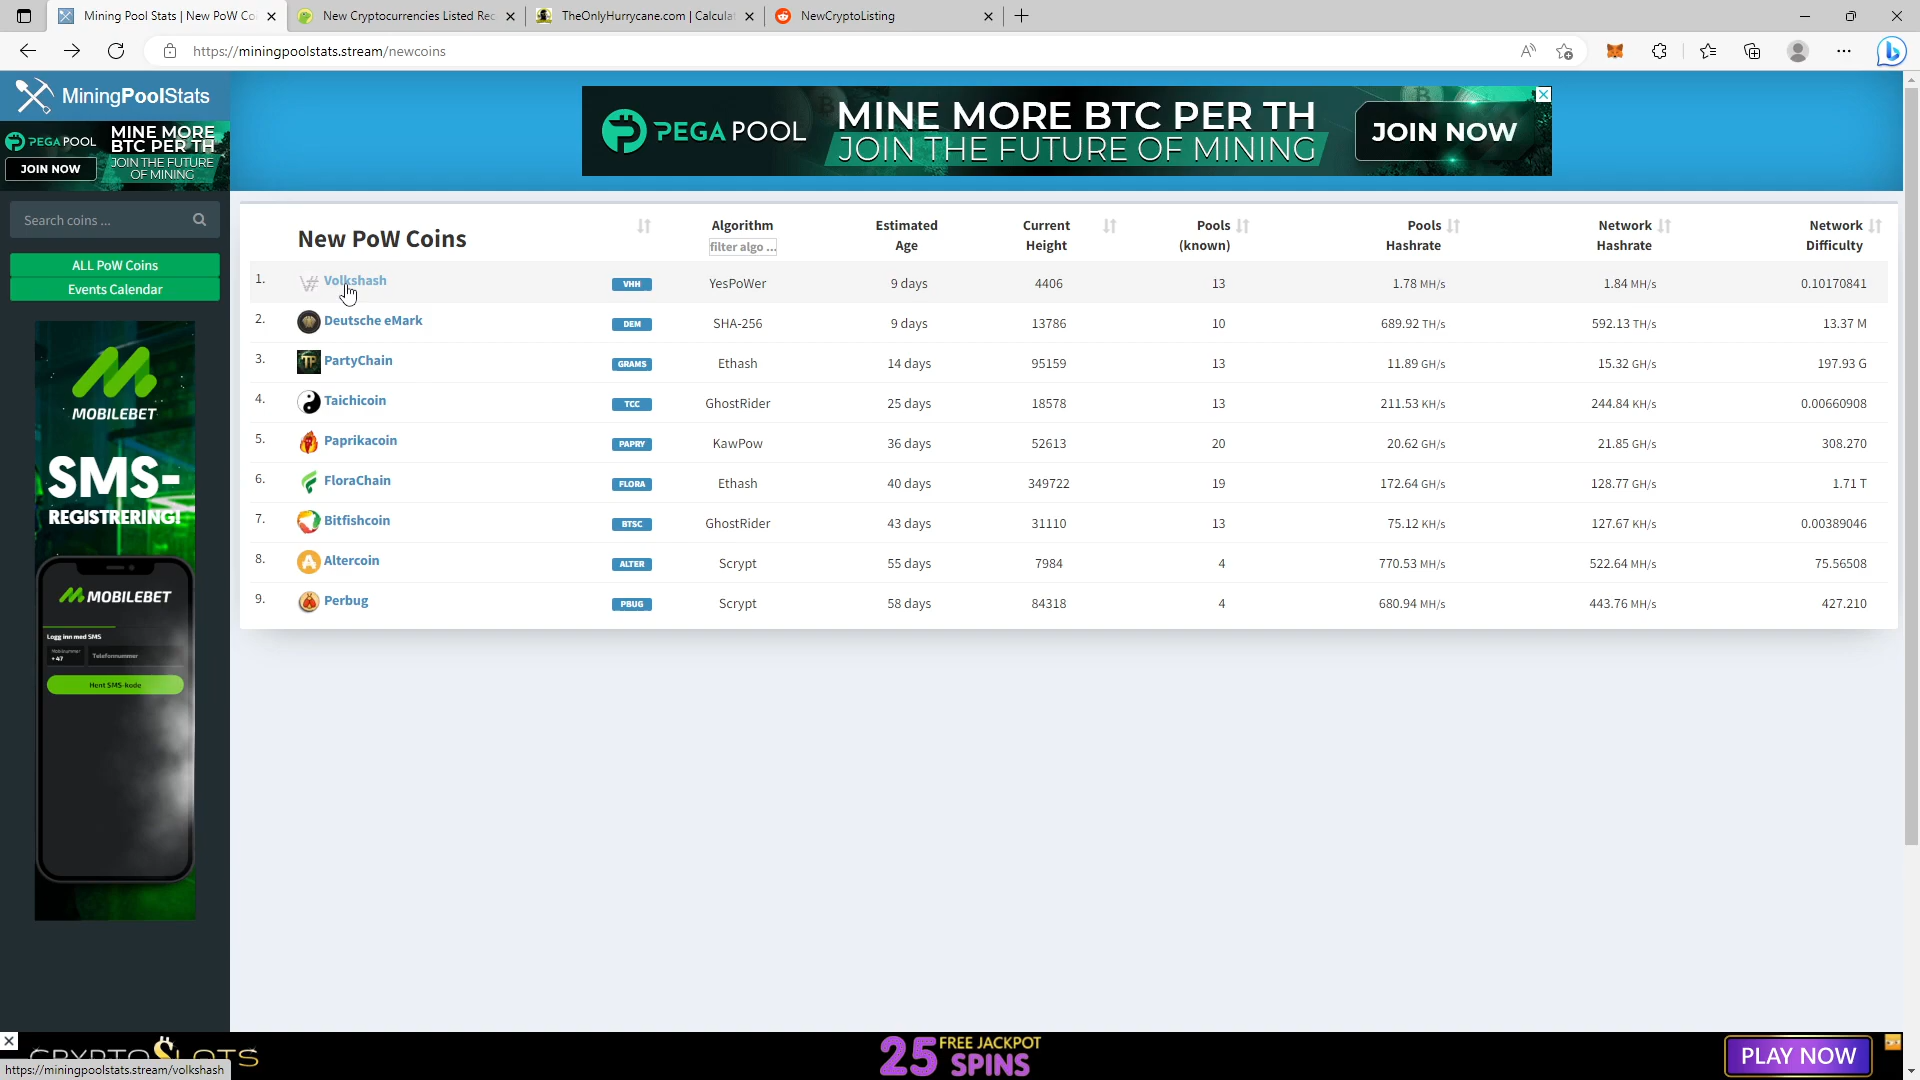 Mining Pool Stats | New PoW Co
New Cryptocurrencies Listed Rec
TheOnlyHurrycane.com | Calculat
NewCryptoListing
https://miningpoolstats.stream/newcoins
MiningPoolStats
PEGA POOL
JOIN NOW
MINE MORE
BTC PER TH
JOIN THE FUTURE
OF MINING
PEGA POOL
MINE MORE BTC PER TH
JOIN THE FUTURE OF MINING
JOIN NOW
Search coins ...
ALL PoW Coins
Events Calendar
MOBILEBET
SMS-
REGISTRERING!
MOBILEBET
Logg inn med SMS
Mobilnummer
+47
Telefonnummer
Hent SMS-kode
New PoW Coins
Algorithm
filter algo ...
Estimated
Age
Current
Height
Pools
(known)
Pools
Hashrate
Network
Hashrate
Network
Difficulty
1. Volkshash VHH YesPoWer 9 days 4406 13 1.78 MH/s 1.84 MH/s 0.10170841
2. Deutsche eMark DEM SHA-256 9 days 13786 10 689.92 TH/s 592.13 TH/s 13.37 M
3. PartyChain GRAMS Ethash 14 days 95159 13 11.89 GH/s 15.32 GH/s 197.93 G
4. Taichicoin TCC GhostRider 25 days 18578 13 211.53 KH/s 244.84 KH/s 0.00660908
5. Paprikacoin PAPRY KawPow 36 days 52613 20 20.62 GH/s 21.85 GH/s 308.270
6. FloraChain FLORA Ethash 40 days 349722 19 172.64 GH/s 128.77 GH/s 1.71 T
7. Bitfishcoin BTSC GhostRider 43 days 31110 13 75.12 KH/s 127.67 KH/s 0.00389046
8. Altercoin ALTER Scrypt 55 days 7984 4 770.53 MH/s 522.64 MH/s 75.56508
9. Perbug PBUG Scrypt 58 days 84318 4 680.94 MH/s 443.76 MH/s 427.210
CRYPTOSLOTS
25 FREE JACKPOT
SPINS
PLAY NOW
https://miningpoolstats.stream/volkshash